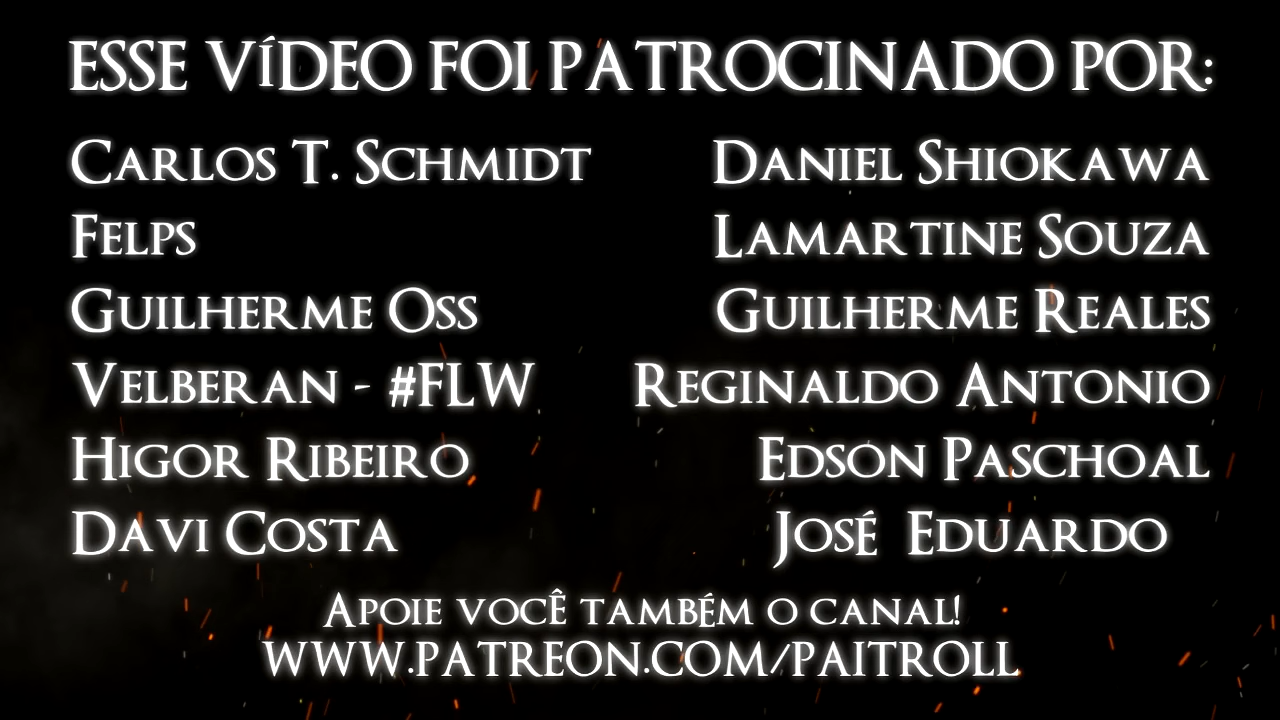 ESSE VÍDEO FOI PATROCINADO POR:
CARLOS T. SCHMIDT
DANIEL SHIOKAWA
FELPS
LAMARTINE SOUZA
GUILHERME OSS
GUILHERME REALES
VELBERAN - #FLW
REGINALDO ANTONIO
HIGOR RIBEIRO
EDSON PASCHOAL
DAVI COSTA
JOSÉ EDUARDO
APOIE VOCÊ TAMBÉM O CANAL!
WWW.PATREON.COM/PAITROLL